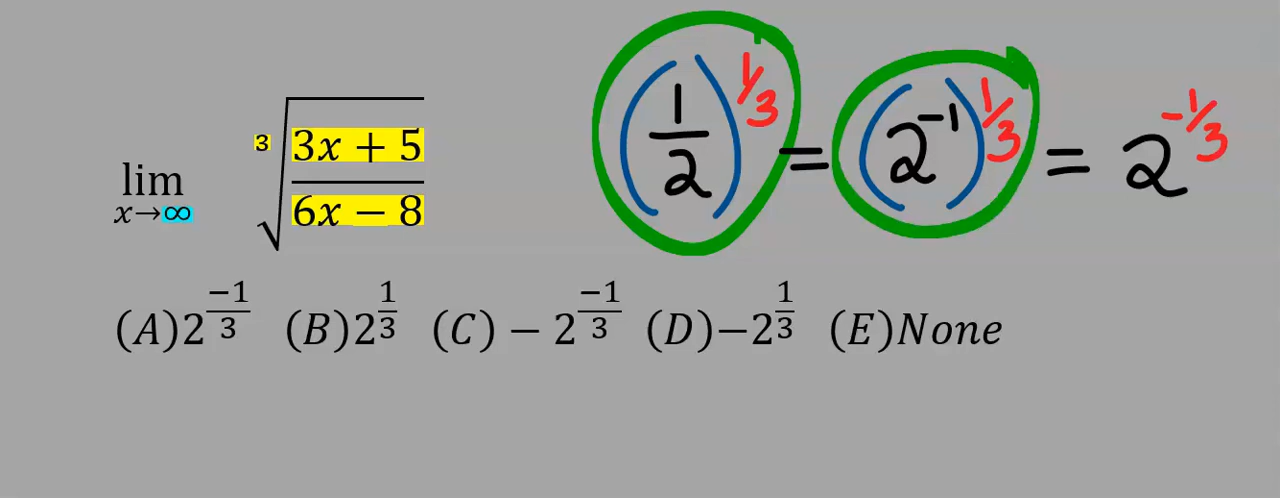 lim x→∞ ∛((3x + 5)/(6x − 8))
(1/2)^(1/3) = (2^(-1))^(1/3) = 2^(-1/3)
(A)2^(−1/3) (B)2^(1/3) (C) − 2^(−1/3) (D)−2^(1/3) (E)None